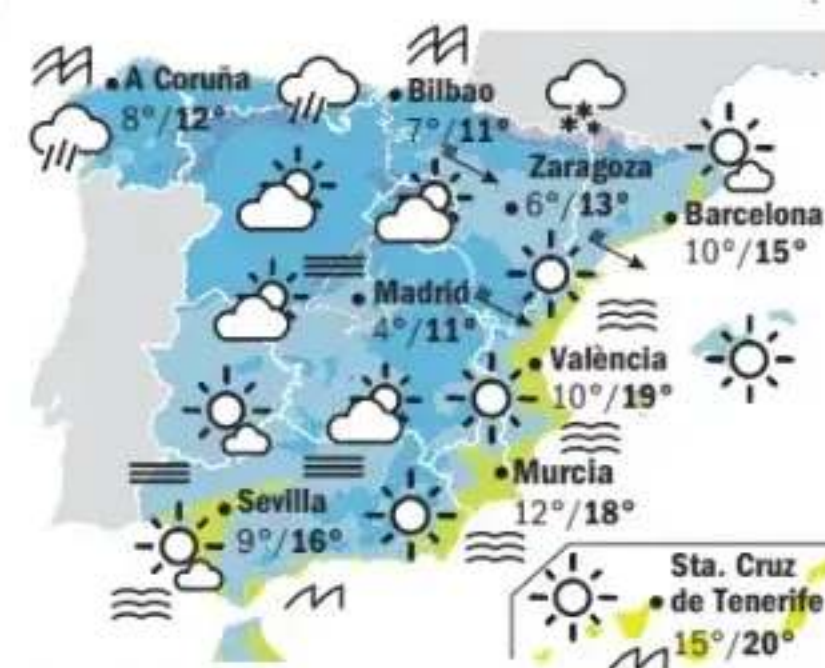 A Coruña
8°/12°
Bilbao
7°/11°
Zaragoza
6°/13°
Barcelona
10°/15°
Madrid
4°/11°
València
10°/19°
Murcia
12°/18°
Sevilla
9°/16°
Sta. Cruz
de Tenerife
15°/20°